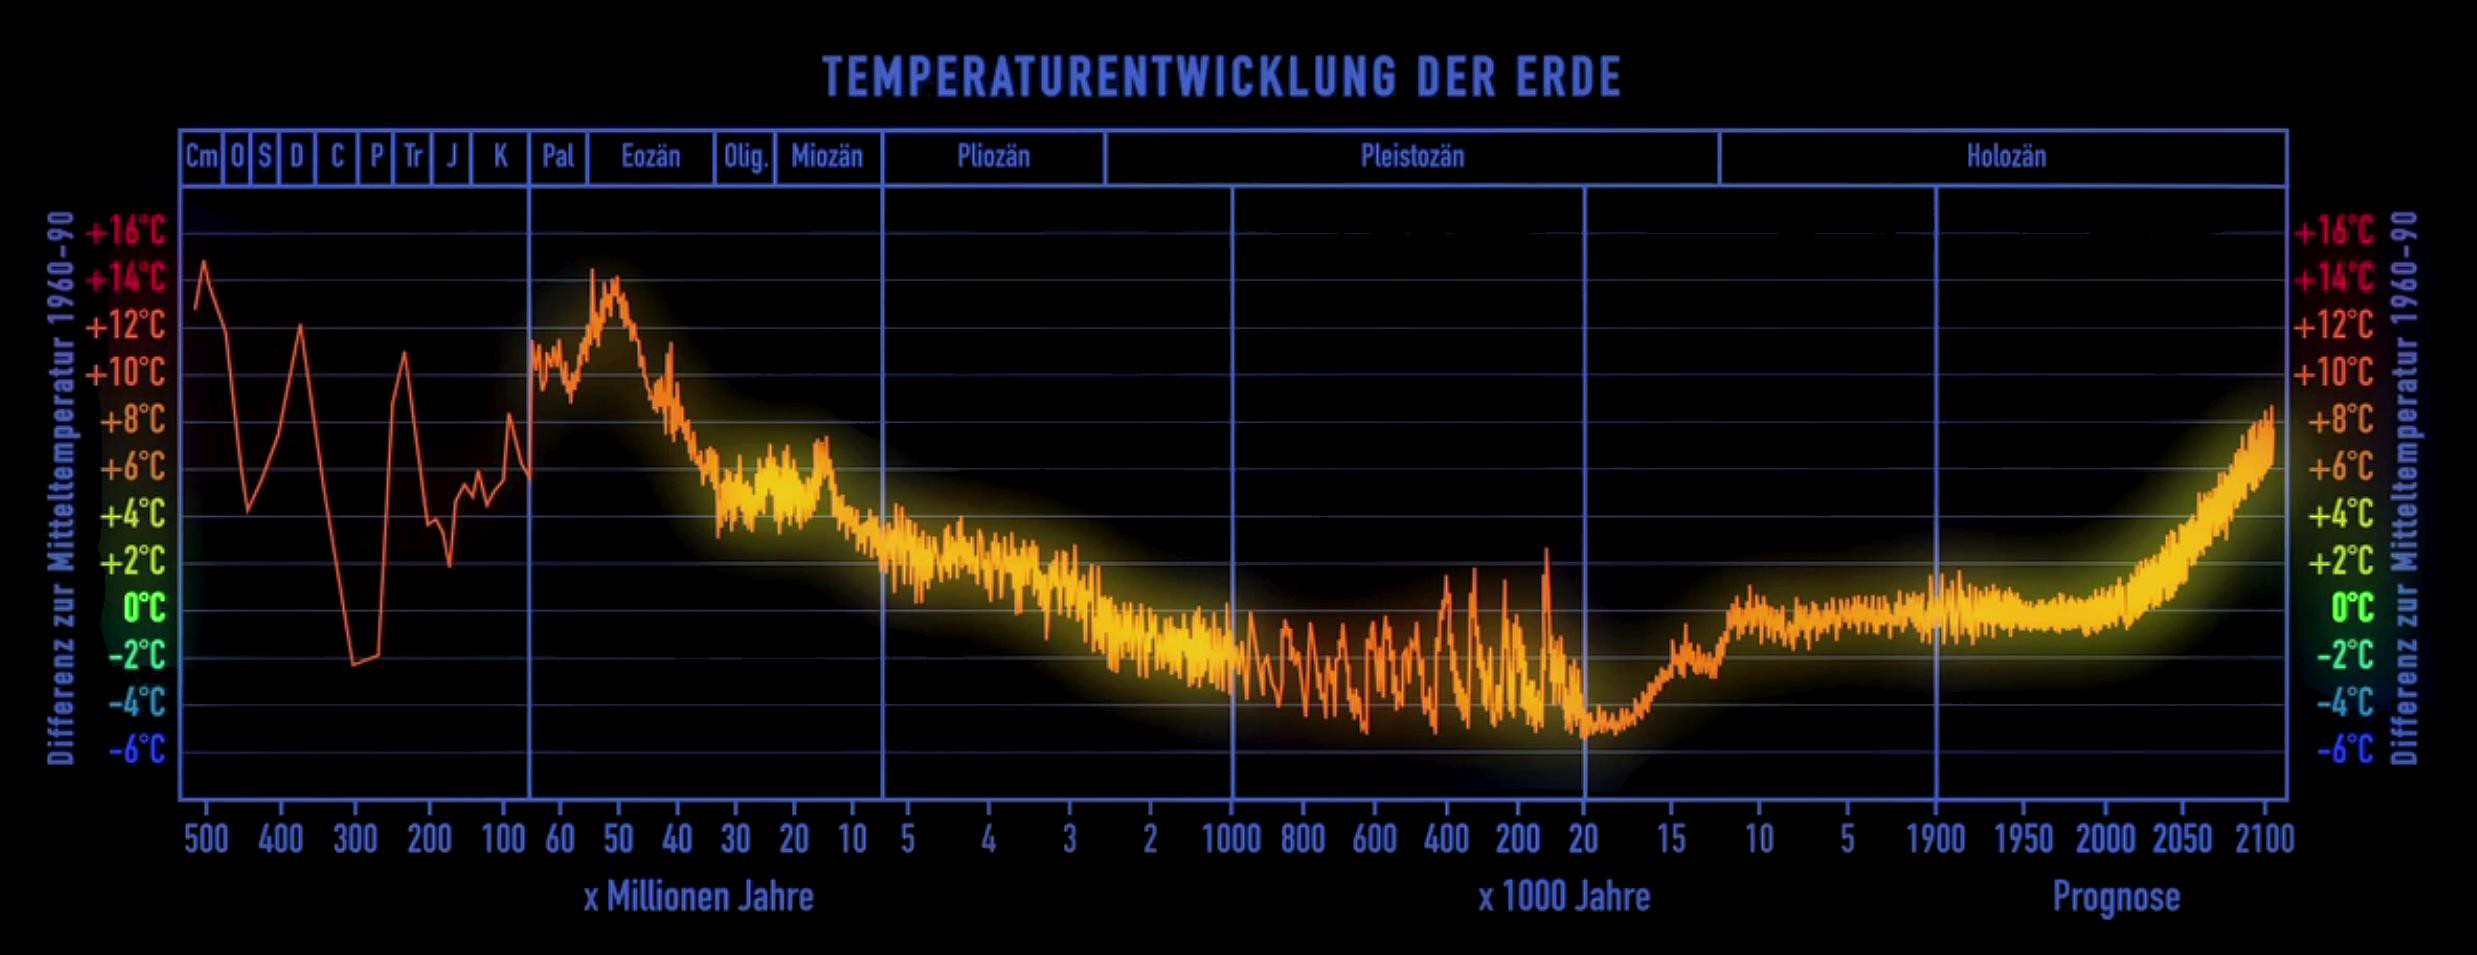 TEMPERATURENTWICKLUNG DER ERDE
Cm O S D C P Tr J K Pal Eozän Olig. Miozän Pliozän Pleistozän Holozän
Differenz zur Mitteltemperatur 1960-90
+16°C
+14°C
+12°C
+10°C
+8°C
+6°C
+4°C
+2°C
0°C
-2°C
-4°C
-6°C
+16°C
+14°C
+12°C
+10°C
+8°C
+6°C
+4°C
+2°C
0°C
-2°C
-4°C
-6°C
Differenz zur Mitteltemperatur 1960-90
500 400 300 200 100 60 50 40 30 20 10 5 4 3 2 1000 800 600 400 200 20 15 10 5 1900 1950 2000 2050 2100
x Millionen Jahre x 1000 Jahre Prognose